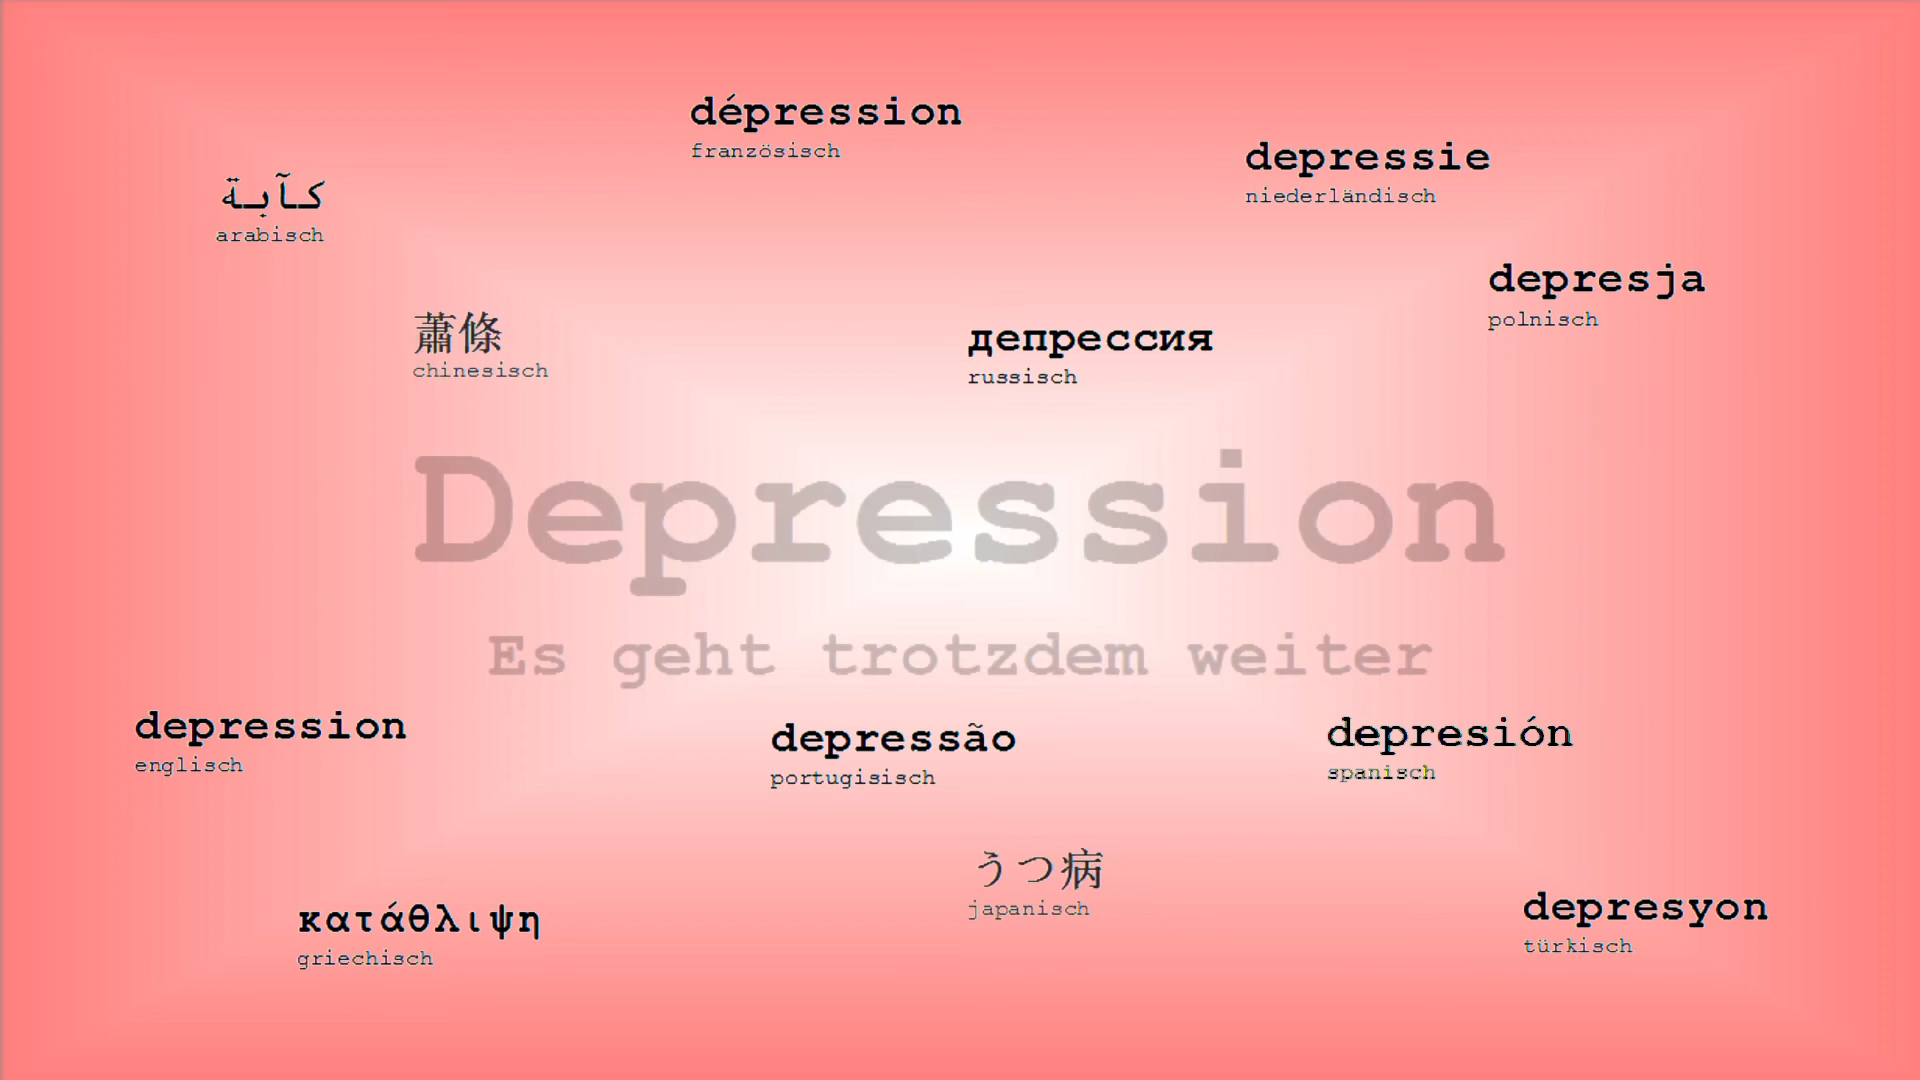 dépression
französisch
depressie
niederländisch
كآبة
arabisch
depresja
polnisch
蕭條
chinesisch
депрессия
russisch
Depression
Es geht trotzdem weiter
depression
englisch
depressão
portugisisch
depresión
spanisch
うつ病
japanisch
κατάθλιψη
griechisch
depresyon
türkisch